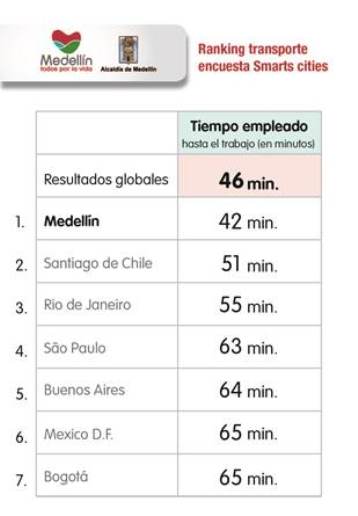 Medellín
todos por la vida
Alcaldía de Medellín
Ranking transporte
encuesta Smarts cities
Tiempo empleado
hasta el trabajo (en minutos)
Resultados globales 46 min.
1. Medellín 42 min.
2. Santiago de Chile 51 min.
3. Rio de Janeiro 55 min.
4. São Paulo 63 min.
5. Buenos Aires 64 min.
6. Mexico D.F. 65 min.
7. Bogotá 65 min.